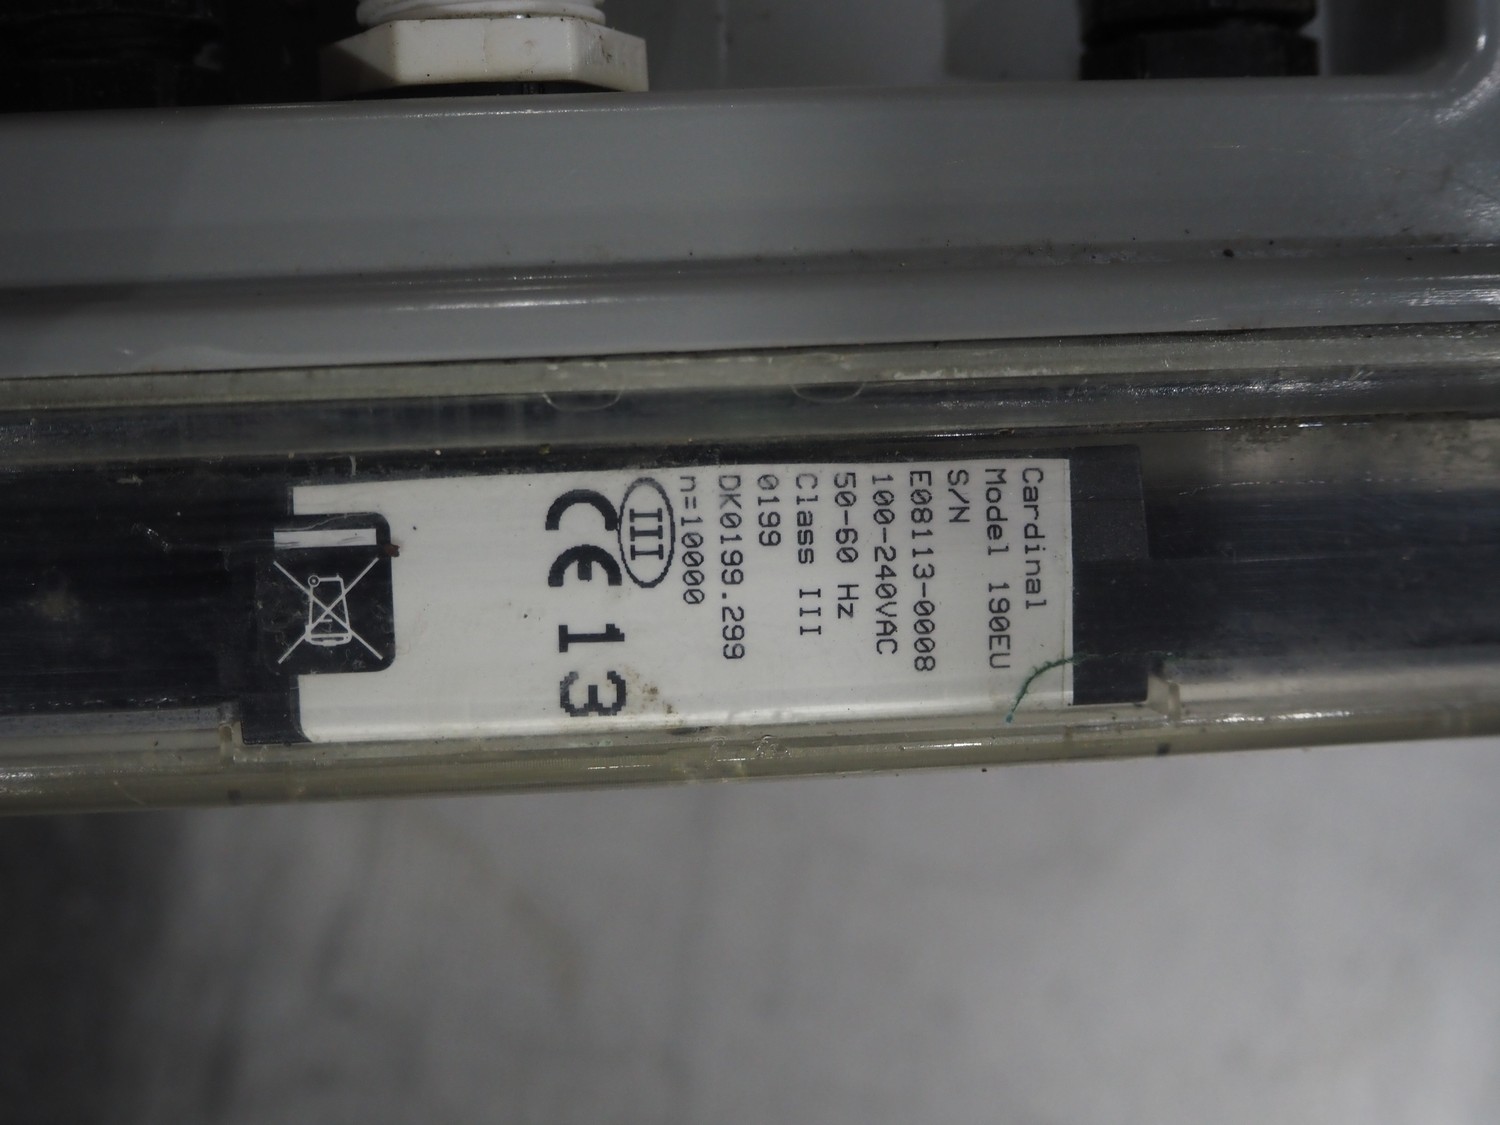 Cardinal
Model 190EU
S/N
E08113-0008
100-240VAC
50-60 Hz
Class III
0199
DK0199.299
n=10000
III
CE 13